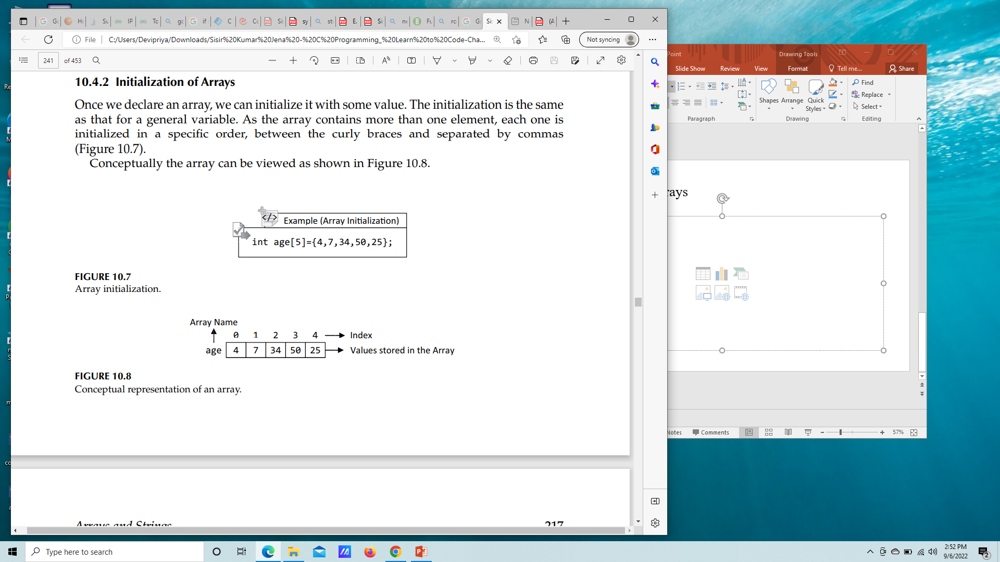 File
C:/Users/Devipriya/Downloads/Sisir%20Kumar%20Jena%20-%20C%20Programming_%20Learn%20to%20Code-Cha...
Not syncing
241 of 453
10.4.2 Initialization of Arrays
Once we declare an array, we can initialize it with some value. The initialization is the same
as that for a general variable. As the array contains more than one element, each one is
initialized in a specific order, between the curly braces and separated by commas
(Figure 10.7).
Conceptually the array can be viewed as shown in Figure 10.8.
Example (Array Initialization)
int age[5]={4,7,34,50,25};
FIGURE 10.7
Array initialization.
Array Name
0 1 2 3 4 Index
age 4 7 34 50 25 Values stored in the Array
FIGURE 10.8
Conceptual representation of an array.
Arrays and Strings 217
Point
Drawing Tools
Slide Show Review View Format Tell me... Share
Shapes Arrange Quick Styles
Find
Replace
Select
Paragraph Drawing Editing
rays
Notes Comments 57%
Type here to search
2:52 PM
9/6/2022
2